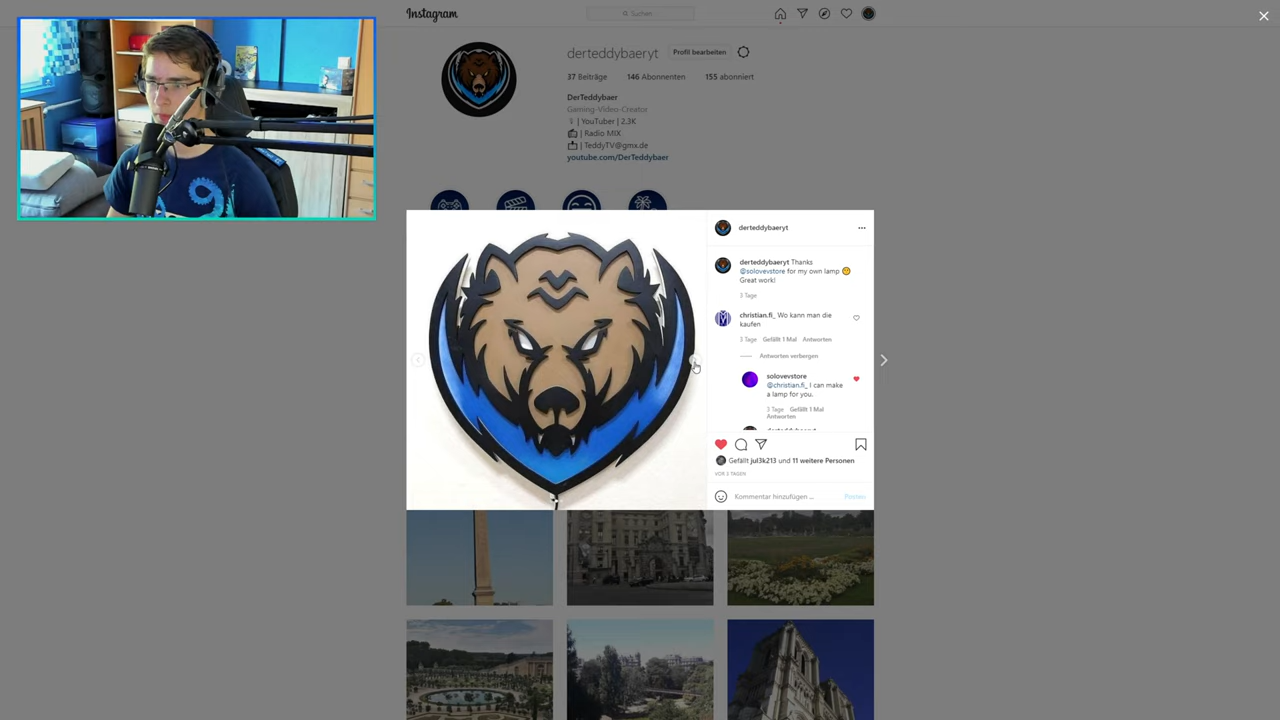 Instagram
Suchen
derteddybaeryt
Profil bearbeiten
37 Beiträge 146 Abonnenten 155 abonniert
DerTeddybaer
Gaming-Video-Creator
| YouTuber | 2.3K
| Radio MIX
| TeddyTV@gmx.de
youtube.com/DerTeddybaer
derteddybaeryt
derteddybaeryt Thanks
@solovevstore for my own lamp
Great work!
3 Tage
christian.fi_ Wo kann man die
kaufen
3 Tage Gefällt 1 Mal Antworten
Antworten verbergen
solovevstore
@christian.fi_ I can make
a lamp for you.
3 Tage Gefällt 1 Mal
Antworten
Gefällt jul3k213 und 11 weitere Personen
VOR 3 TAGEN
Kommentar hinzufügen ...
Posten